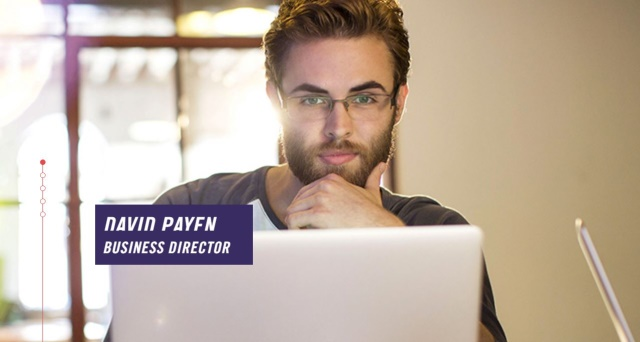 DAVID PAYEN
BUSINESS DIRECTOR